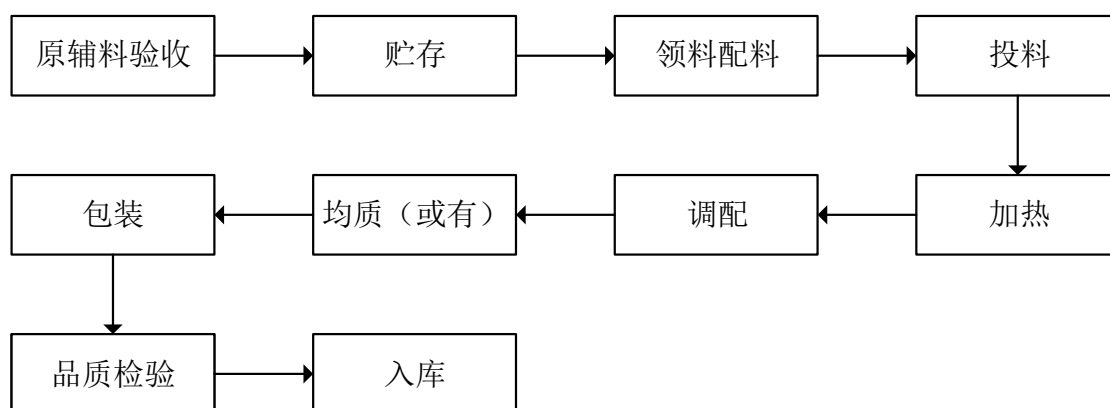 原辅料验收
贮存
领料配料
投料
加热
调配
均质（或有）
包装
品质检验
入库